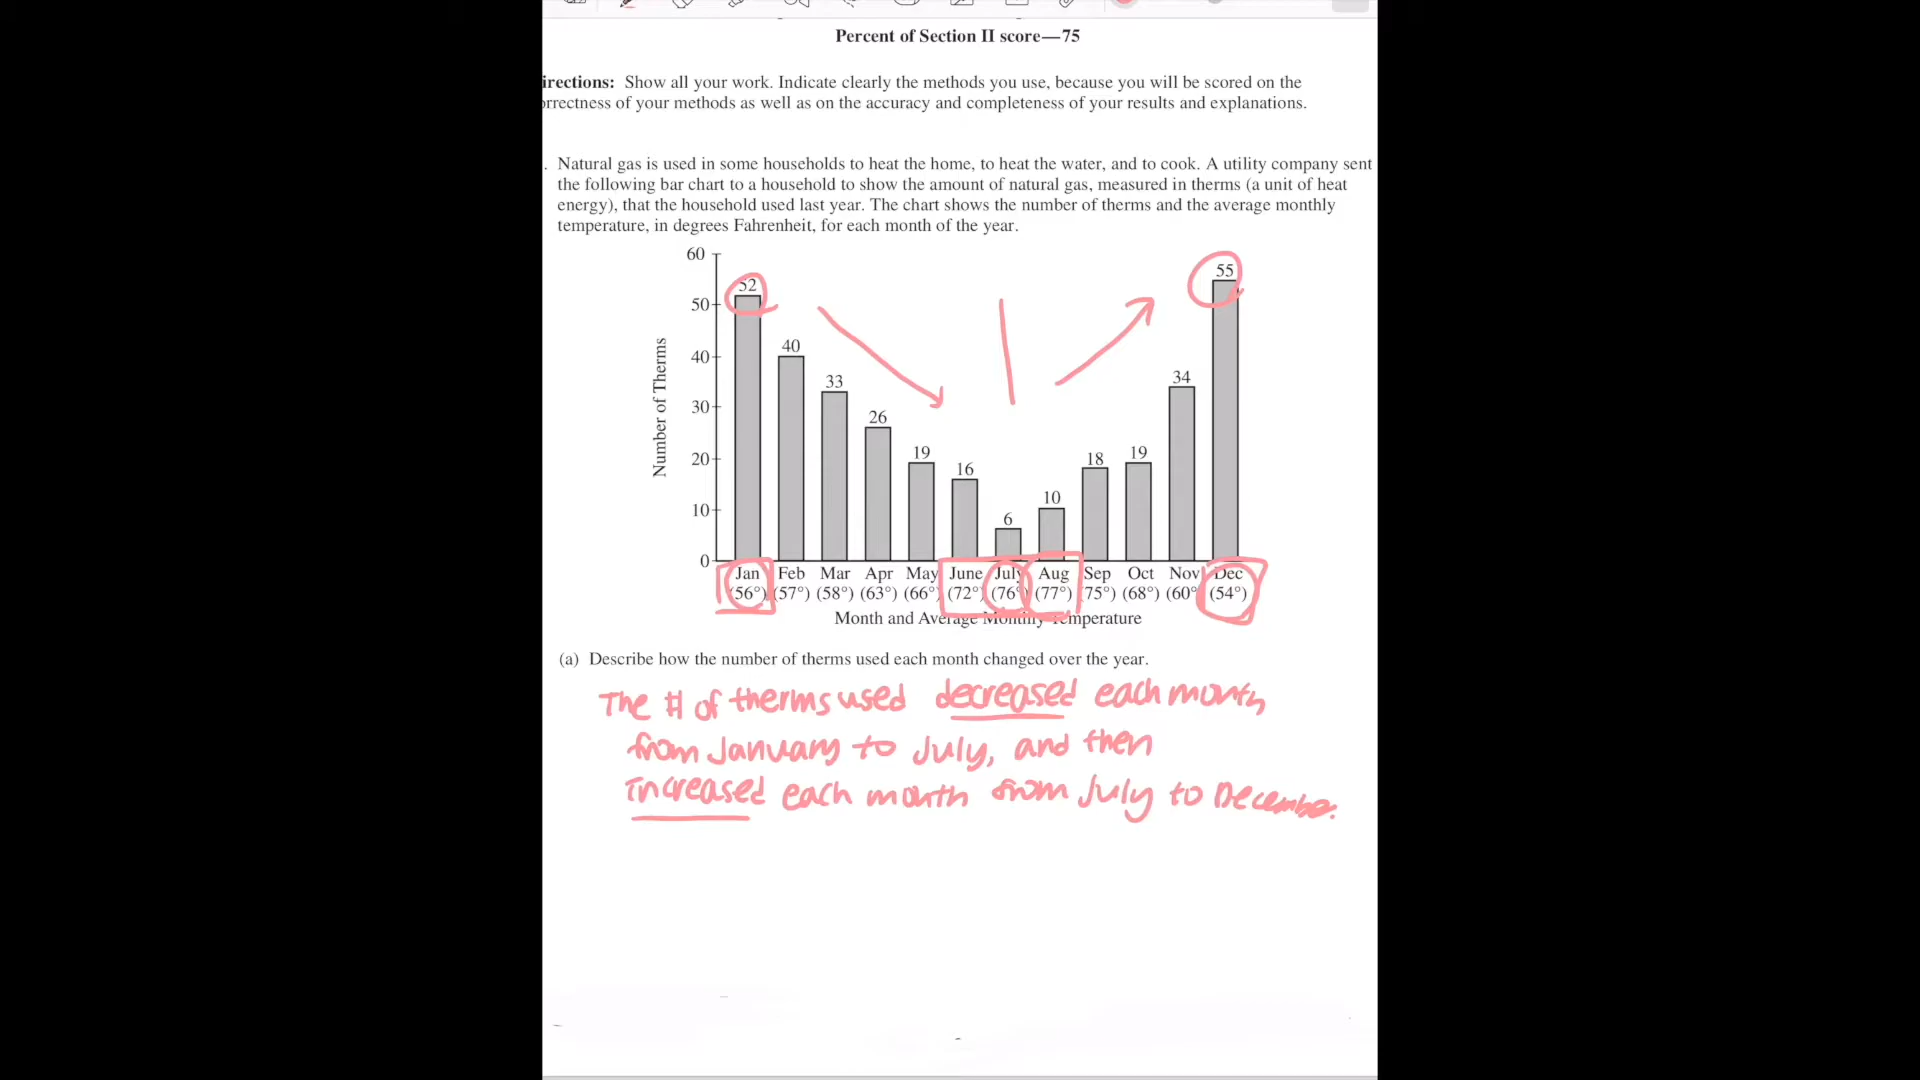 Percent of Section II score—75
irections: Show all your work. Indicate clearly the methods you use, because you will be scored on the
orrectness of your methods as well as on the accuracy and completeness of your results and explanations.
. Natural gas is used in some households to heat the home, to heat the water, and to cook. A utility company sent
the following bar chart to a household to show the amount of natural gas, measured in therms (a unit of heat
energy), that the household used last year. The chart shows the number of therms and the average monthly
temperature, in degrees Fahrenheit, for each month of the year.
60
50
40
30
20
10
0
Number of Therms
52
40
33
26
19
16
6
10
18
19
34
55
Jan Feb Mar Apr May June July Aug Sep Oct Nov Dec
(56°) (57°) (58°) (63°) (66°) (72°) (76°) (77°) (75°) (68°) (60° (54°)
Month and Average Monthly Temperature
(a) Describe how the number of therms used each month changed over the year.
The # of therms used decreased each month
from January to July, and then
increased each month from July to December.